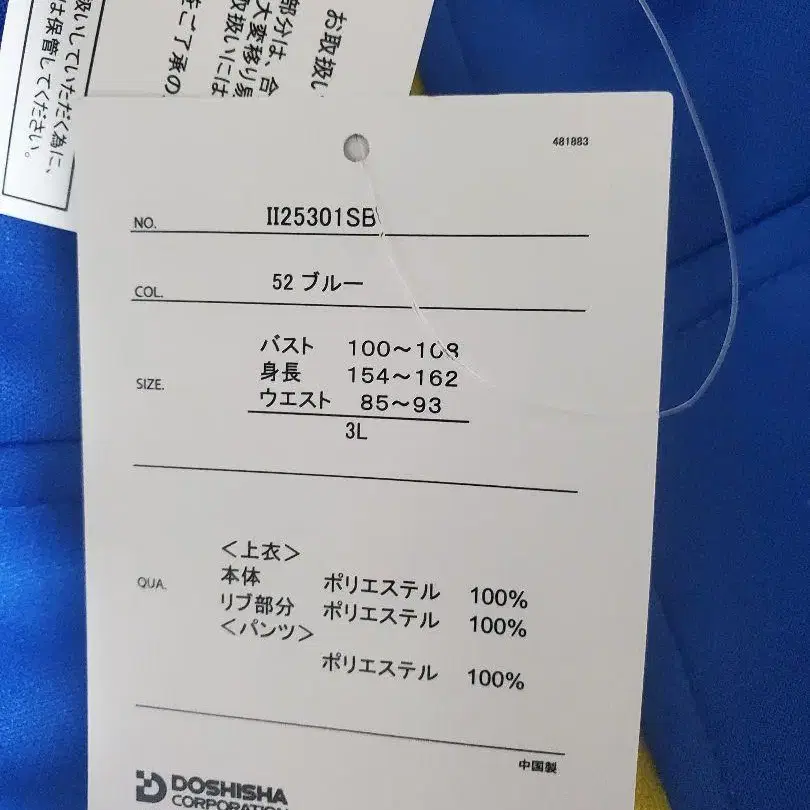 お取扱い
部分は、合
大変移り易
取扱いには
をご了承の
扱いしていただく為に、
は保管してください。
481883
NO. II25301SB
COL. 52 ブルー
バスト 100～108
SIZE. 身長 154～162
ウエスト 85～93
3L
＜上衣＞
QUA. 本体 ポリエステル 100%
リブ部分 ポリエステル 100%
＜パンツ＞
ポリエステル 100%
中国製
DOSHISHA
CORPORATION